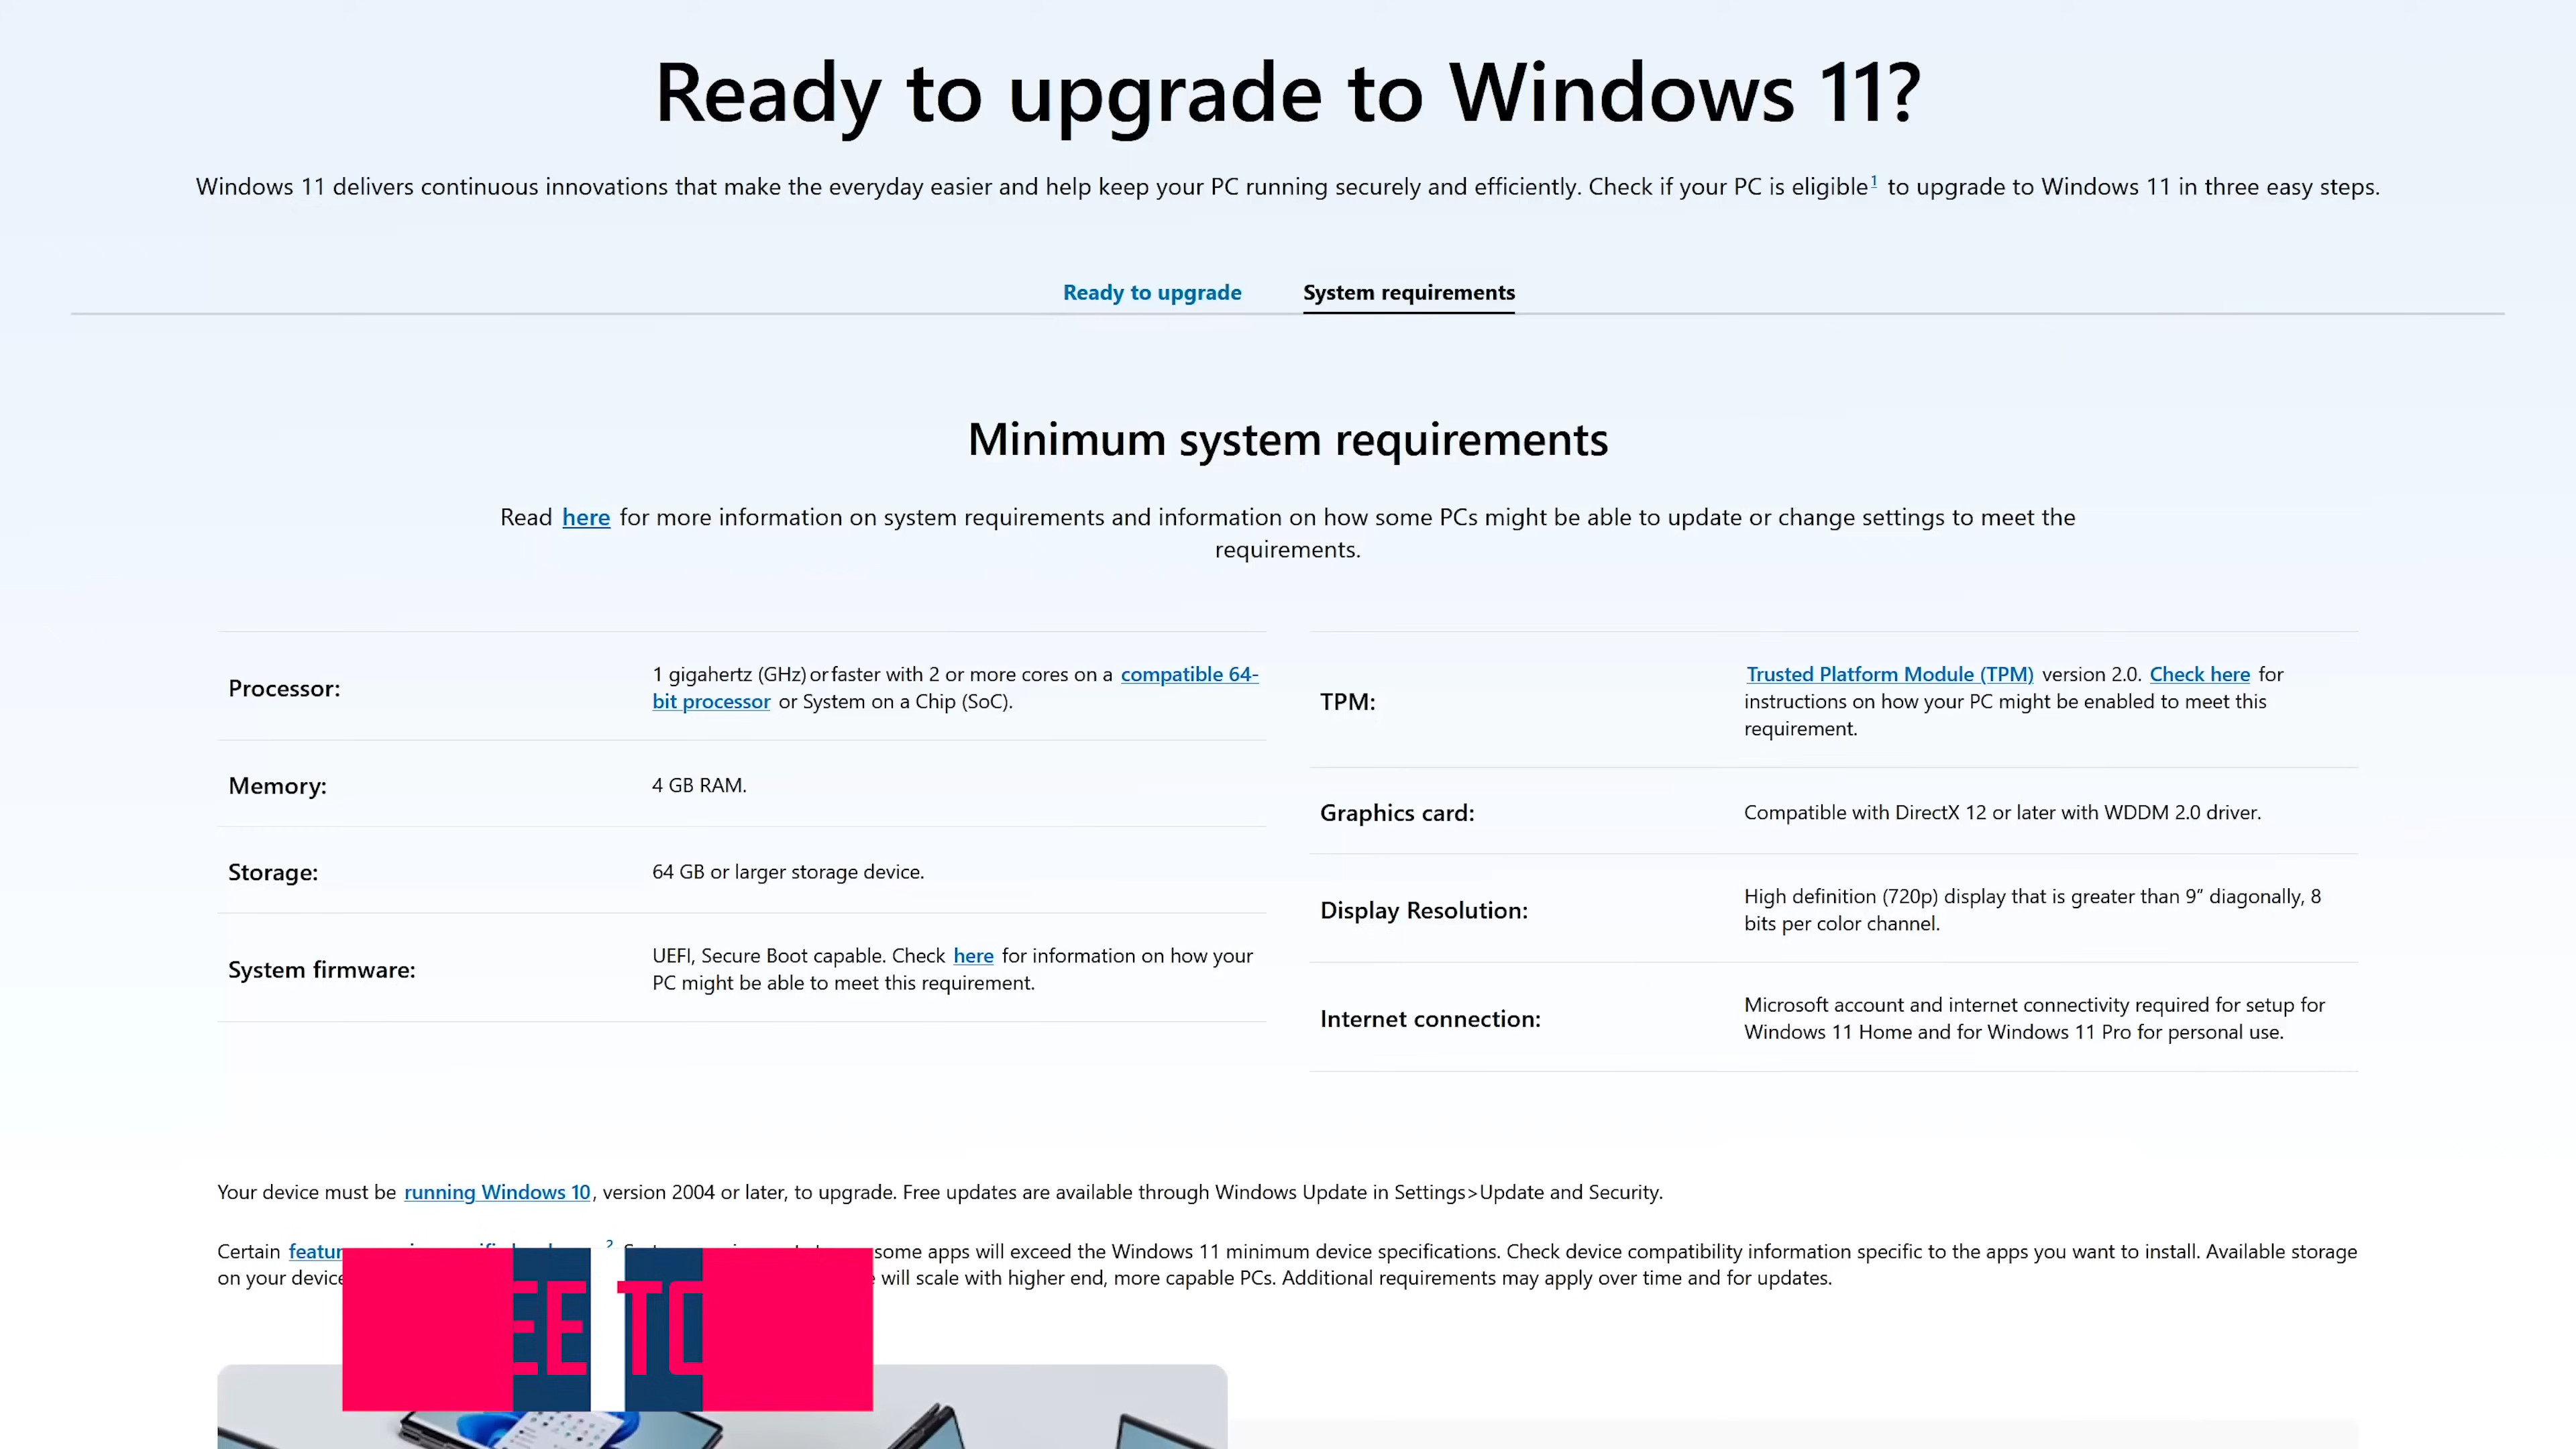 Ready to upgrade to Windows 11?
Windows 11 delivers continuous innovations that make the everyday easier and help keep your PC running securely and efficiently. Check if your PC is eligible1 to upgrade to Windows 11 in three easy steps.
Ready to upgrade
System requirements
Minimum system requirements
Read here for more information on system requirements and information on how some PCs might be able to update or change settings to meet the
requirements.
Processor:
1 gigahertz (GHz) or faster with 2 or more cores on a compatible 64-
bit processor or System on a Chip (SoC).
Memory:
4 GB RAM.
Storage:
64 GB or larger storage device.
System firmware:
UEFI, Secure Boot capable. Check here for information on how your
PC might be able to meet this requirement.
TPM:
Trusted Platform Module (TPM) version 2.0. Check here for
instructions on how your PC might be enabled to meet this
requirement.
Graphics card:
Compatible with DirectX 12 or later with WDDM 2.0 driver.
Display Resolution:
High definition (720p) display that is greater than 9” diagonally, 8
bits per color channel.
Internet connection:
Microsoft account and internet connectivity required for setup for
Windows 11 Home and for Windows 11 Pro for personal use.
Your device must be running Windows 10, version 2004 or later, to upgrade. Free updates are available through Windows Update in Settings>Update and Security.
Certain some apps will exceed the Windows 11 minimum device specifications. Check device compatibility information specific to the apps you want to install. Available storage
on your device will scale with higher end, more capable PCs. Additional requirements may apply over time and for updates.